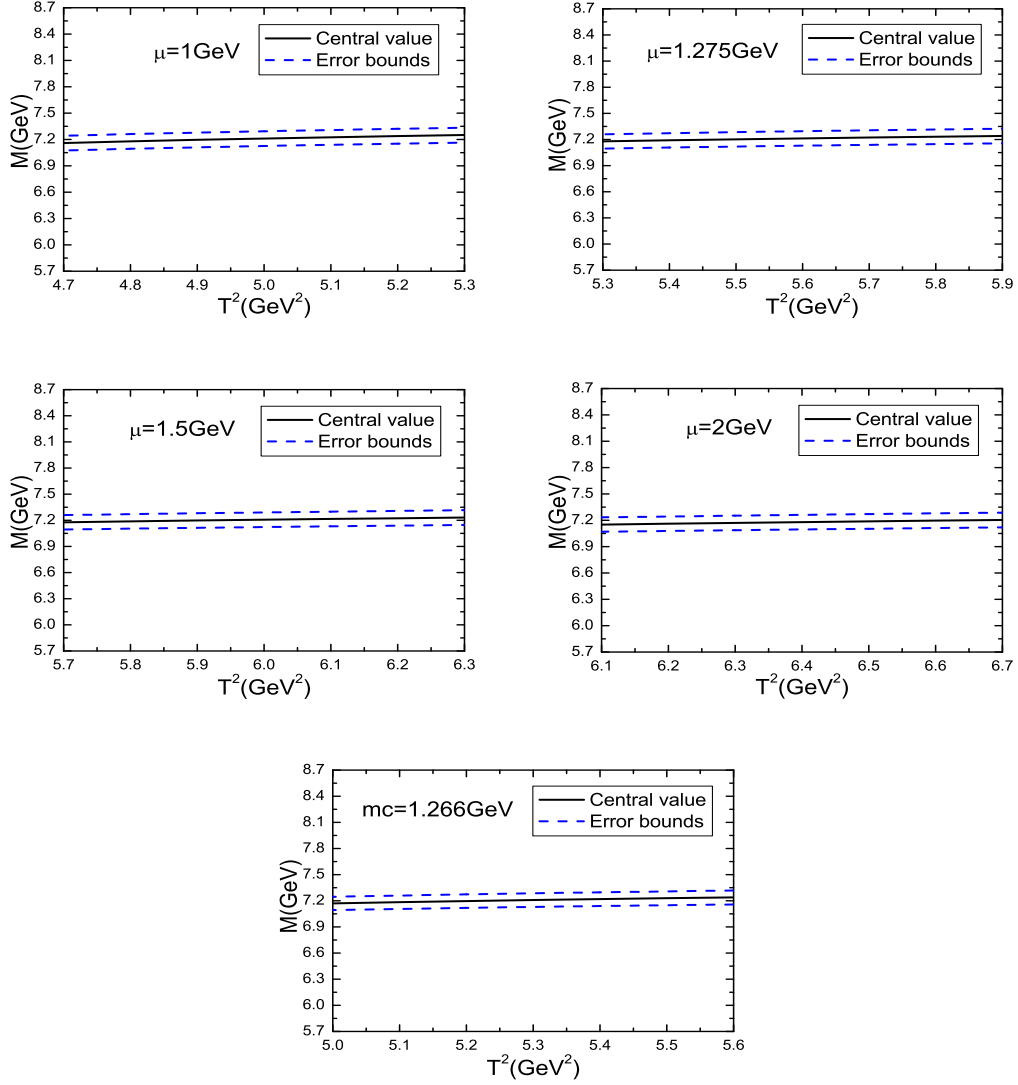 8.7
8.4
8.1
7.8
7.5
7.2
6.9
6.6
6.3
6.0
5.7
M(GeV)
μ=1GeV
Central value
Error bounds
4.7 4.8 4.9 5.0 5.1 5.2 5.3
T²(GeV²)
8.7
8.4
8.1
7.8
7.5
7.2
6.9
6.6
6.3
6.0
5.7
M(GeV)
μ=1.275GeV
Central value
Error bounds
5.3 5.4 5.5 5.6 5.7 5.8 5.9
T²(GeV²)
8.7
8.4
8.1
7.8
7.5
7.2
6.9
6.6
6.3
6.0
5.7
M(GeV)
μ=1.5GeV
Central value
Error bounds
5.7 5.8 5.9 6.0 6.1 6.2 6.3
T²(GeV²)
8.7
8.4
8.1
7.8
7.5
7.2
6.9
6.6
6.3
6.0
5.7
M(GeV)
μ=2GeV
Central value
Error bounds
6.1 6.2 6.3 6.4 6.5 6.6 6.7
T²(GeV²)
8.7
8.4
8.1
7.8
7.5
7.2
6.9
6.6
6.3
6.0
5.7
M(GeV)
mc=1.266GeV
Central value
Error bounds
5.0 5.1 5.2 5.3 5.4 5.5 5.6
T²(GeV²)